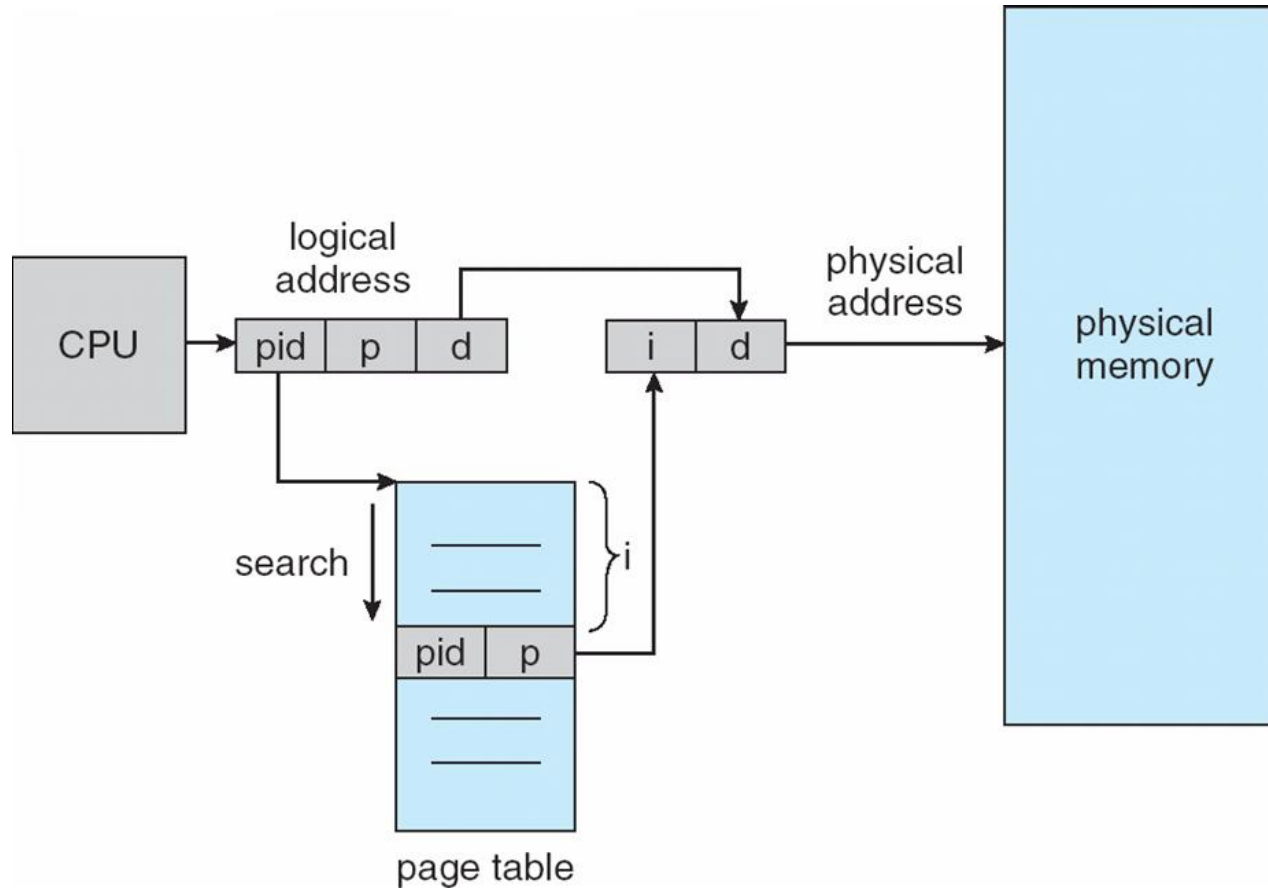 logical
address
physical
address
CPU
pid
p
d
i
d
physical
memory
search
i
pid
p
page table